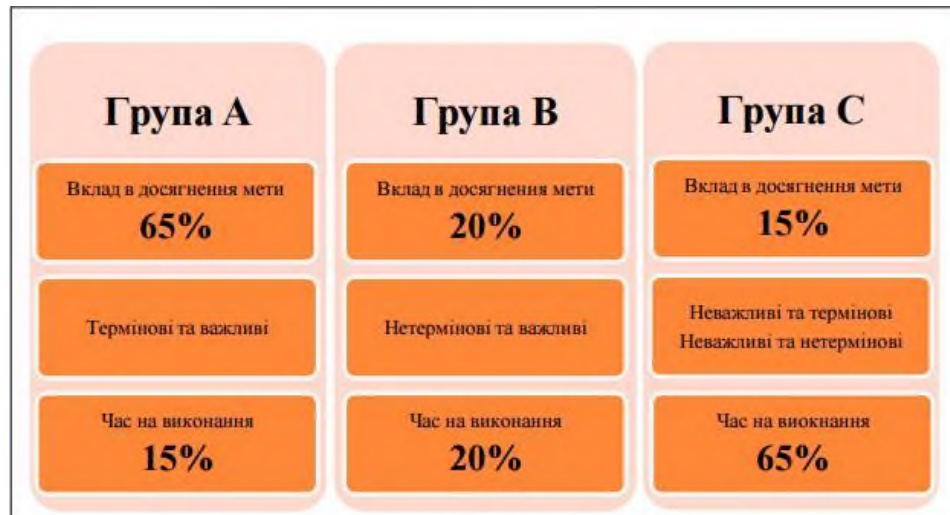 Група А
Вклад в досягнення мети
65%
Термінові та важливі
Час на виконання
15%
Група В
Вклад в досягнення мети
20%
Нетермінові та важливі
Час на виконання
20%
Група С
Вклад в досягнення мети
15%
Неважливі та термінові
Неважливі та нетермінові
Час на виокнання
65%